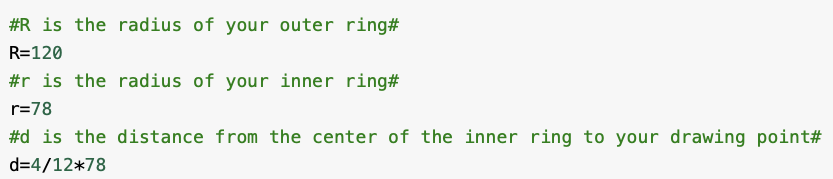 #R is the radius of your outer ring#
R=120
#r is the radius of your inner ring#
r=78
#d is the distance from the center of the inner ring to your drawing point#
d=4/12*78